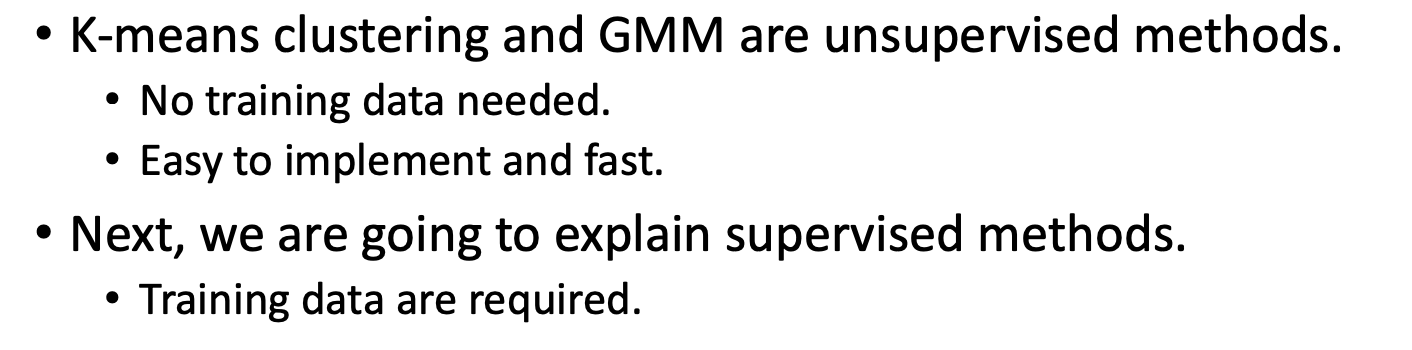 • K-means clustering and GMM are unsupervised methods.
• No training data needed.
• Easy to implement and fast.
• Next, we are going to explain supervised methods.
• Training data are required.